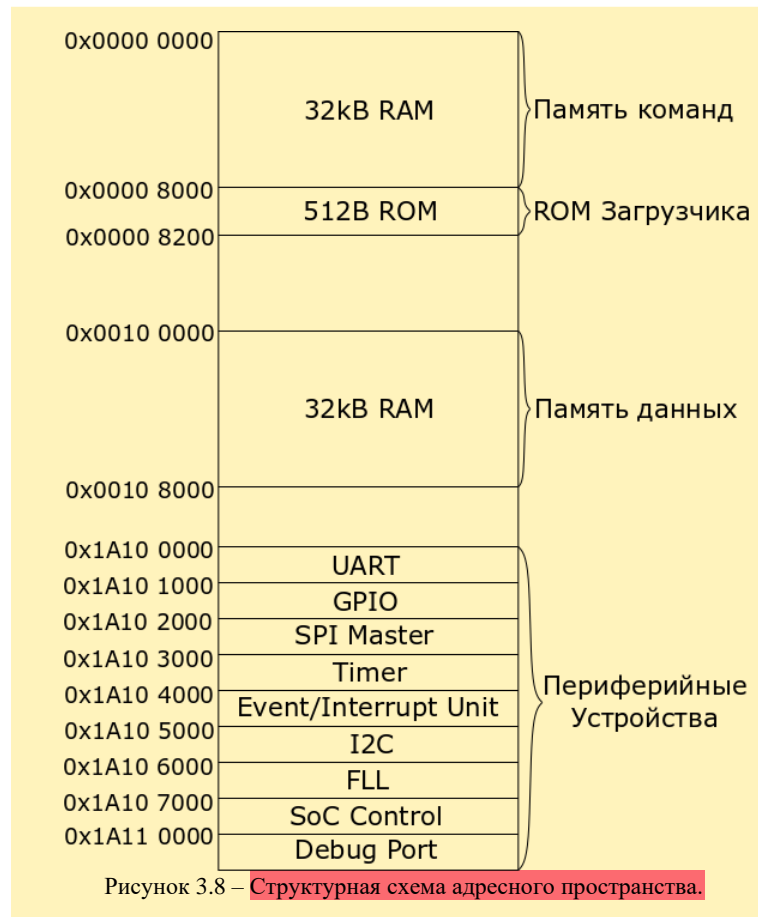 0x0000 0000
32kB RAM
Память команд
0x0000 8000
512B ROM
ROM Загрузчика
0x0000 8200
0x0010 0000
32kB RAM
Память данных
0x0010 8000
0x1A10 0000
UART
0x1A10 1000
GPIO
0x1A10 2000
SPI Master
0x1A10 3000
Timer
0x1A10 4000
Event/Interrupt Unit
Периферийные
Устройства
0x1A10 5000
I2C
0x1A10 6000
FLL
0x1A10 7000
SoC Control
0x1A11 0000
Debug Port
Рисунок 3.8 – Структурная схема адресного пространства.